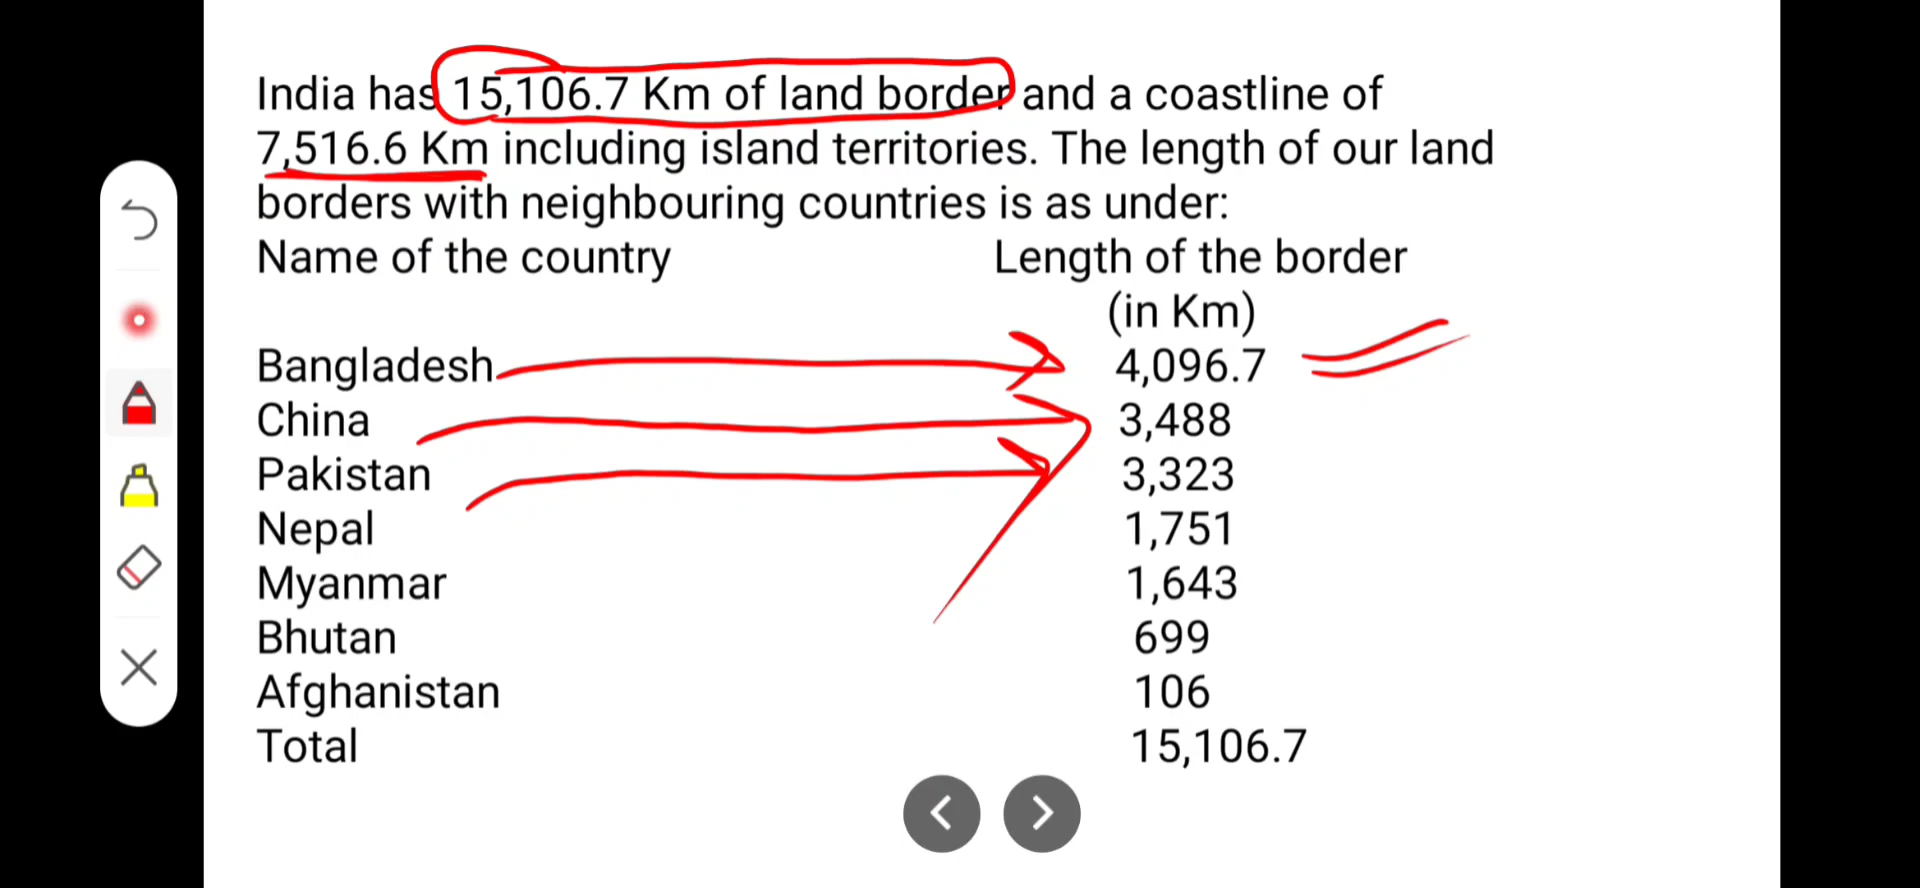 India has 15,106.7 Km of land border and a coastline of
7,516.6 Km including island territories. The length of our land
borders with neighbouring countries is as under:
Name of the country Length of the border
(in Km)
Bangladesh 4,096.7
China 3,488
Pakistan 3,323
Nepal 1,751
Myanmar 1,643
Bhutan 699
Afghanistan 106
Total 15,106.7